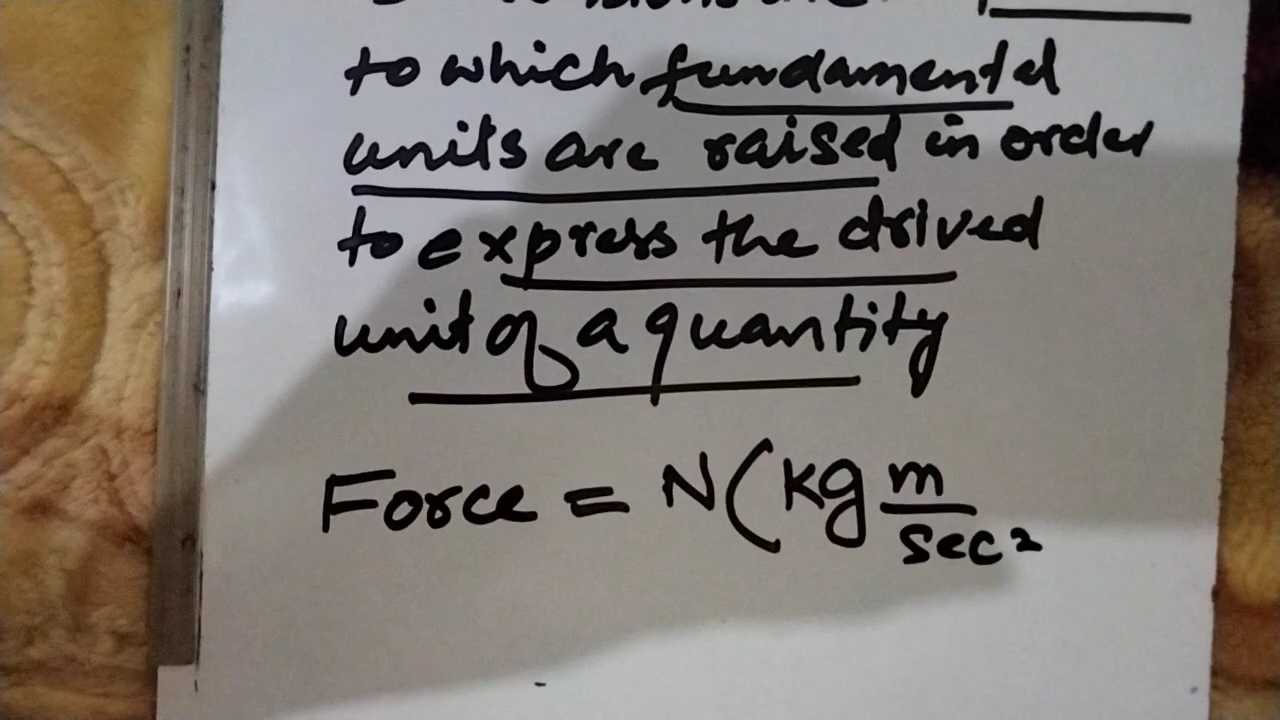 to which fundamental
units are raised in order
to express the drived
unit of a quantity
Force = N(kg m/sec²